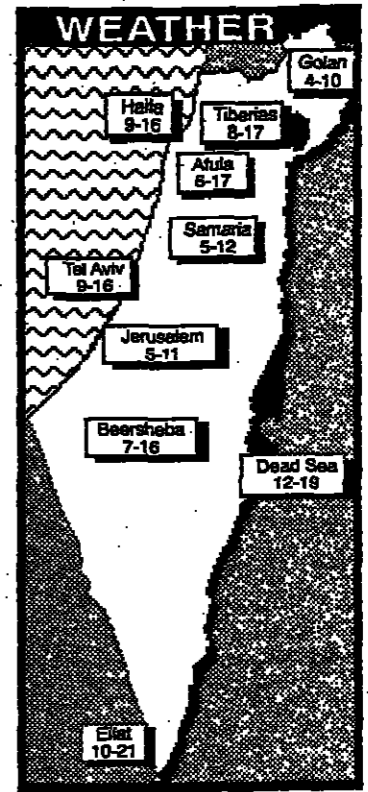 WEATHER
Golan
4-10
Haifa
9-16
Tiberias
8-17
Afula
6-17
Samaria
5-12
Tel Aviv
9-16
Jerusalem
5-11
Beersheba
7-16
Dead Sea
12-19
Eilat
10-21